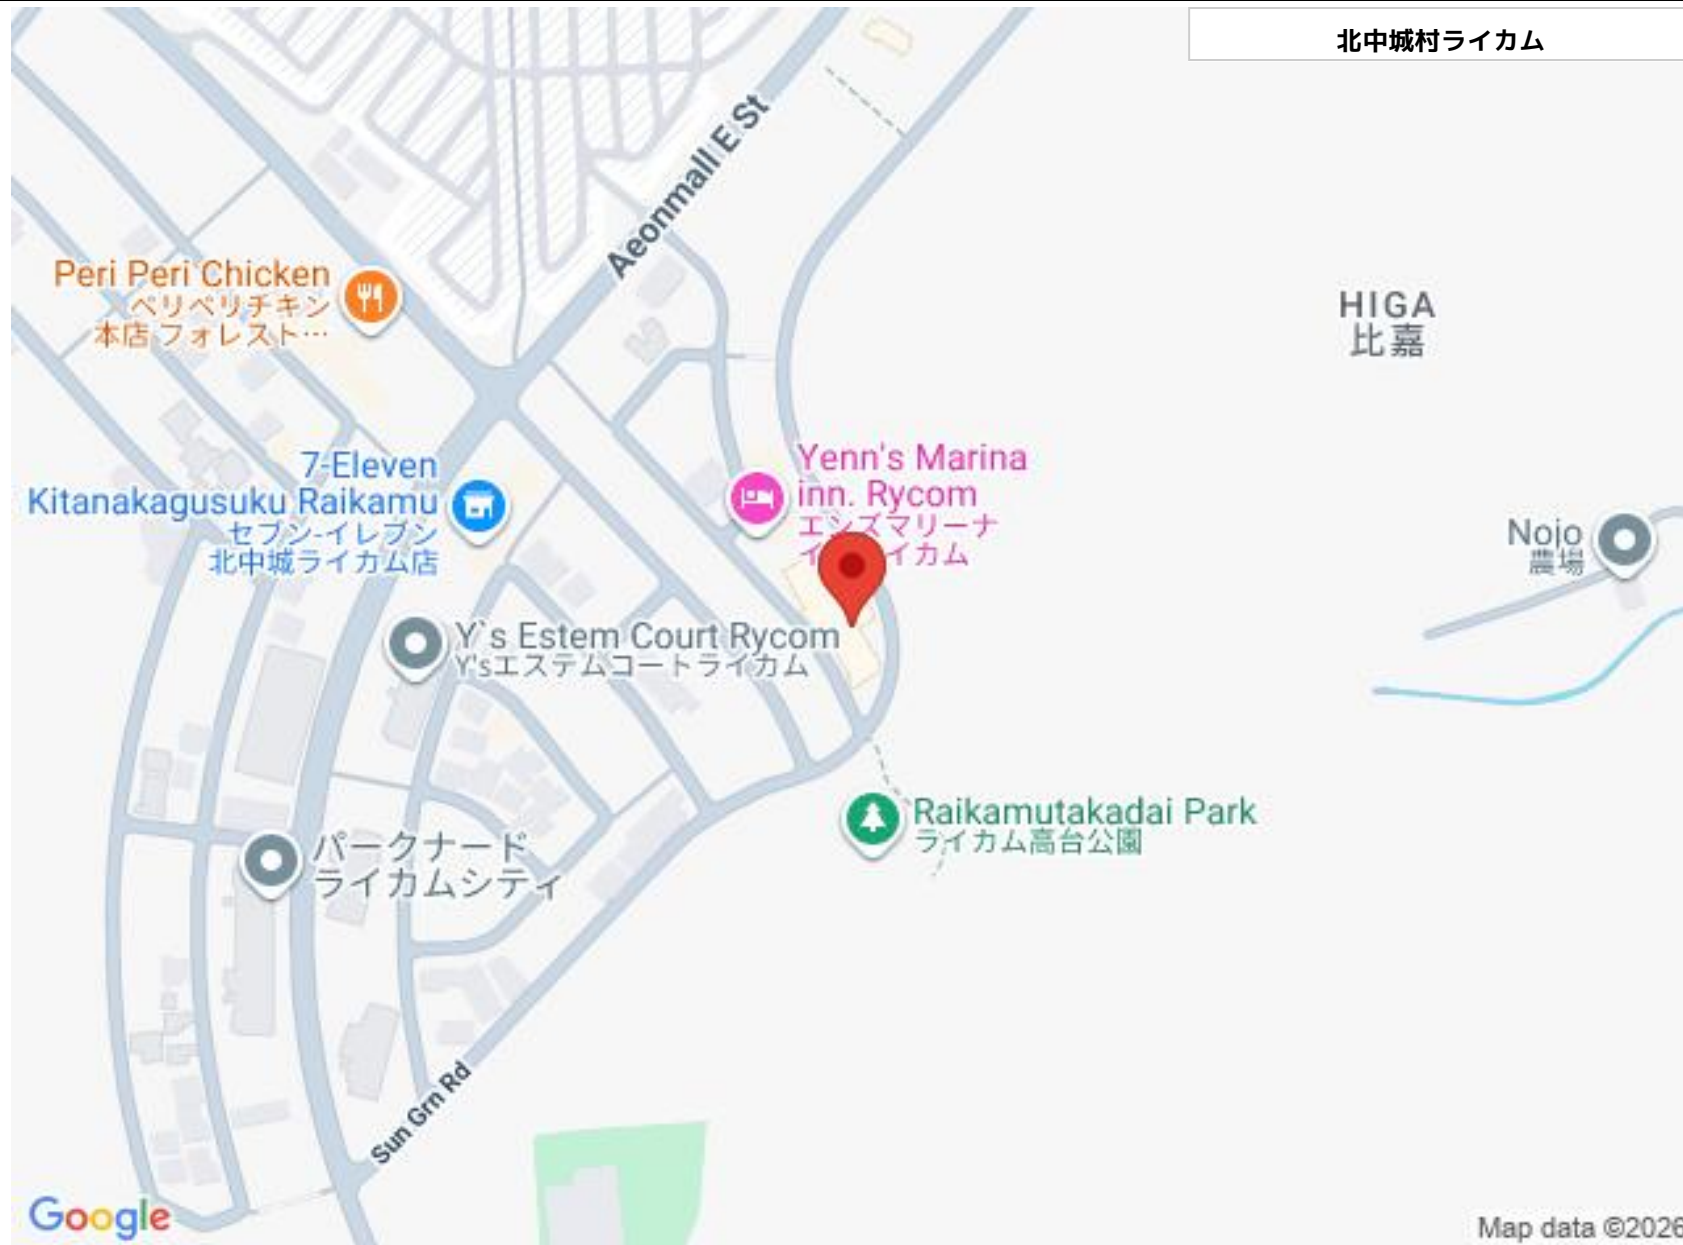 北中城村ライカム
Aeonmall E St
Peri Peri Chicken
ペリペリチキン
本店 フォレスト…
HIGA
比嘉
7-Eleven
Kitanakagusuku Raikamu
セブン-イレブン
北中城ライカム店
Yenn's Marina
inn. Rycom
エンズマリーナ
イカム
Nojo
農場
Y`s Estem Court Rycom
Y'sエステムコートライカム
Raikamutakadai Park
ライカム高台公園
パークナード
ライカムシティ
Sun Grn Rd
Google
Map data ©2026